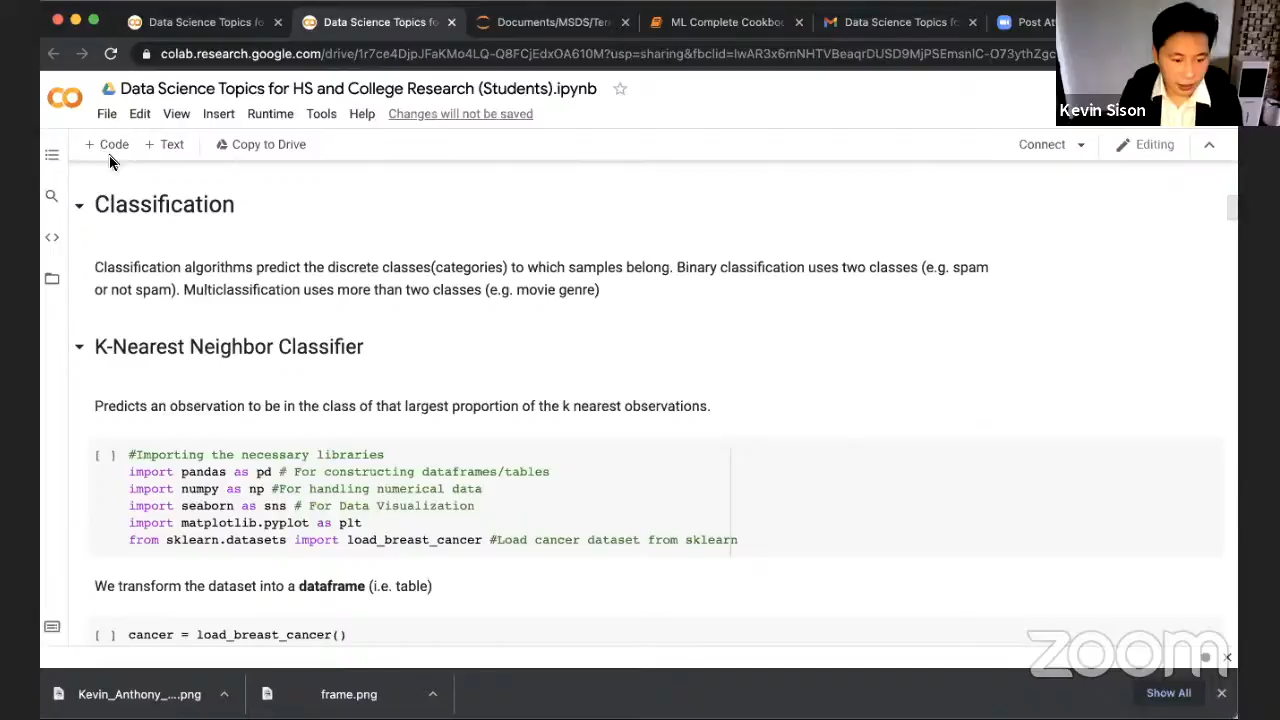 Data Science Topics fo
Data Science Topics fo
Documents/MSDS/Ter
ML Complete Cookbo
Data Science Topics fo
Post At
colab.research.google.com/drive/1r7ce4DjpJFaKMo4LQ-Q8FCjEdxOA610M?usp=sharing&fbclid=IwAR3x6mNHTVBeaqrDUSD9MjPSEmsnlC-O73ythZgc
Kevin Sison
Data Science Topics for HS and College Research (Students).ipynb
File Edit View Insert Runtime Tools Help Changes will not be saved
+ Code + Text Copy to Drive Connect Editing
Classification
Classification algorithms predict the discrete classes(categories) to which samples belong. Binary classification uses two classes (e.g. spam
or not spam). Multiclassification uses more than two classes (e.g. movie genre)
K-Nearest Neighbor Classifier
Predicts an observation to be in the class of that largest proportion of the k nearest observations.
[ ] #Importing the necessary libraries
import pandas as pd # For constructing dataframes/tables
import numpy as np #For handling numerical data
import seaborn as sns # For Data Visualization
import matplotlib.pyplot as plt
from sklearn.datasets import load_breast_cancer #Load cancer dataset from sklearn
We transform the dataset into a dataframe (i.e. table)
[ ] cancer = load_breast_cancer()
zoom
Kevin_Anthony_....png
frame.png
Show All